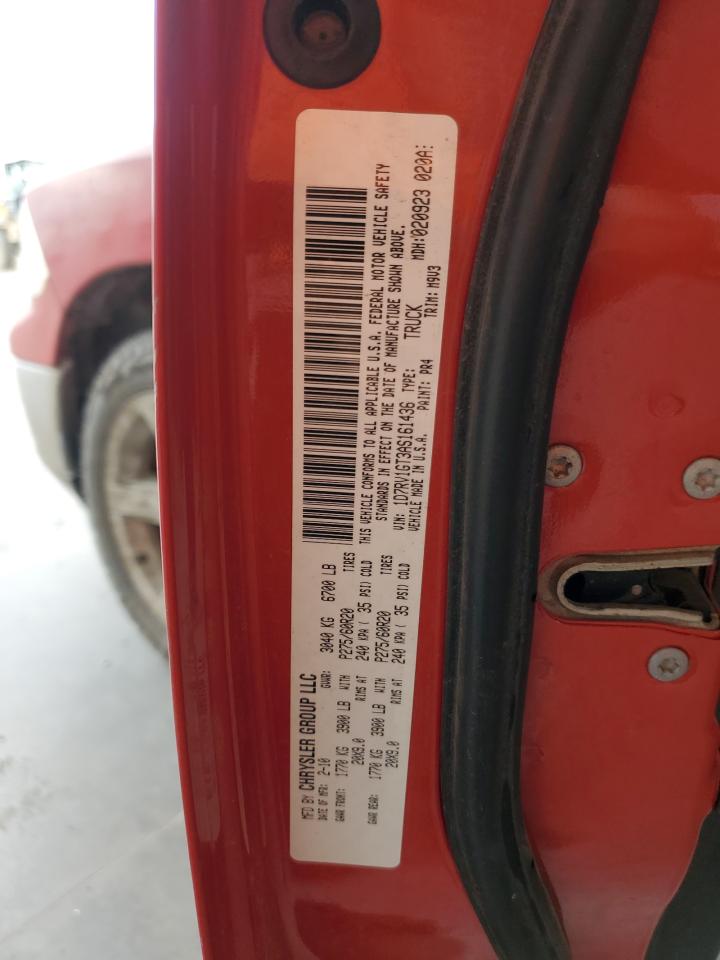 MFD BY CHRYSLER GROUP LLC
DATE OF MFR: 2-10 GVWR: 3040 KG 6700 LB
GAWR FRONT: 1770 KG 3900 LB WITH P275/60R20 TIRES
20X9.0 RIMS AT 240 KPA ( 35 PSI) COLD
GAWR REAR: 1770 KG 3900 LB WITH P275/60R20 TIRES
20X9.0 RIMS AT 240 KPA ( 35 PSI) COLD
THIS VEHICLE CONFORMS TO ALL APPLICABLE U.S.A. FEDERAL MOTOR VEHICLE SAFETY
STANDARDS IN EFFECT ON THE DATE OF MANUFACTURE SHOWN ABOVE.
VIN: 1D7RV1GT3AS161436 TYPE: TRUCK MDH:020923 020A:
VEHICLE MADE IN U.S.A. PAINT: PR4 TRIM: M9V3